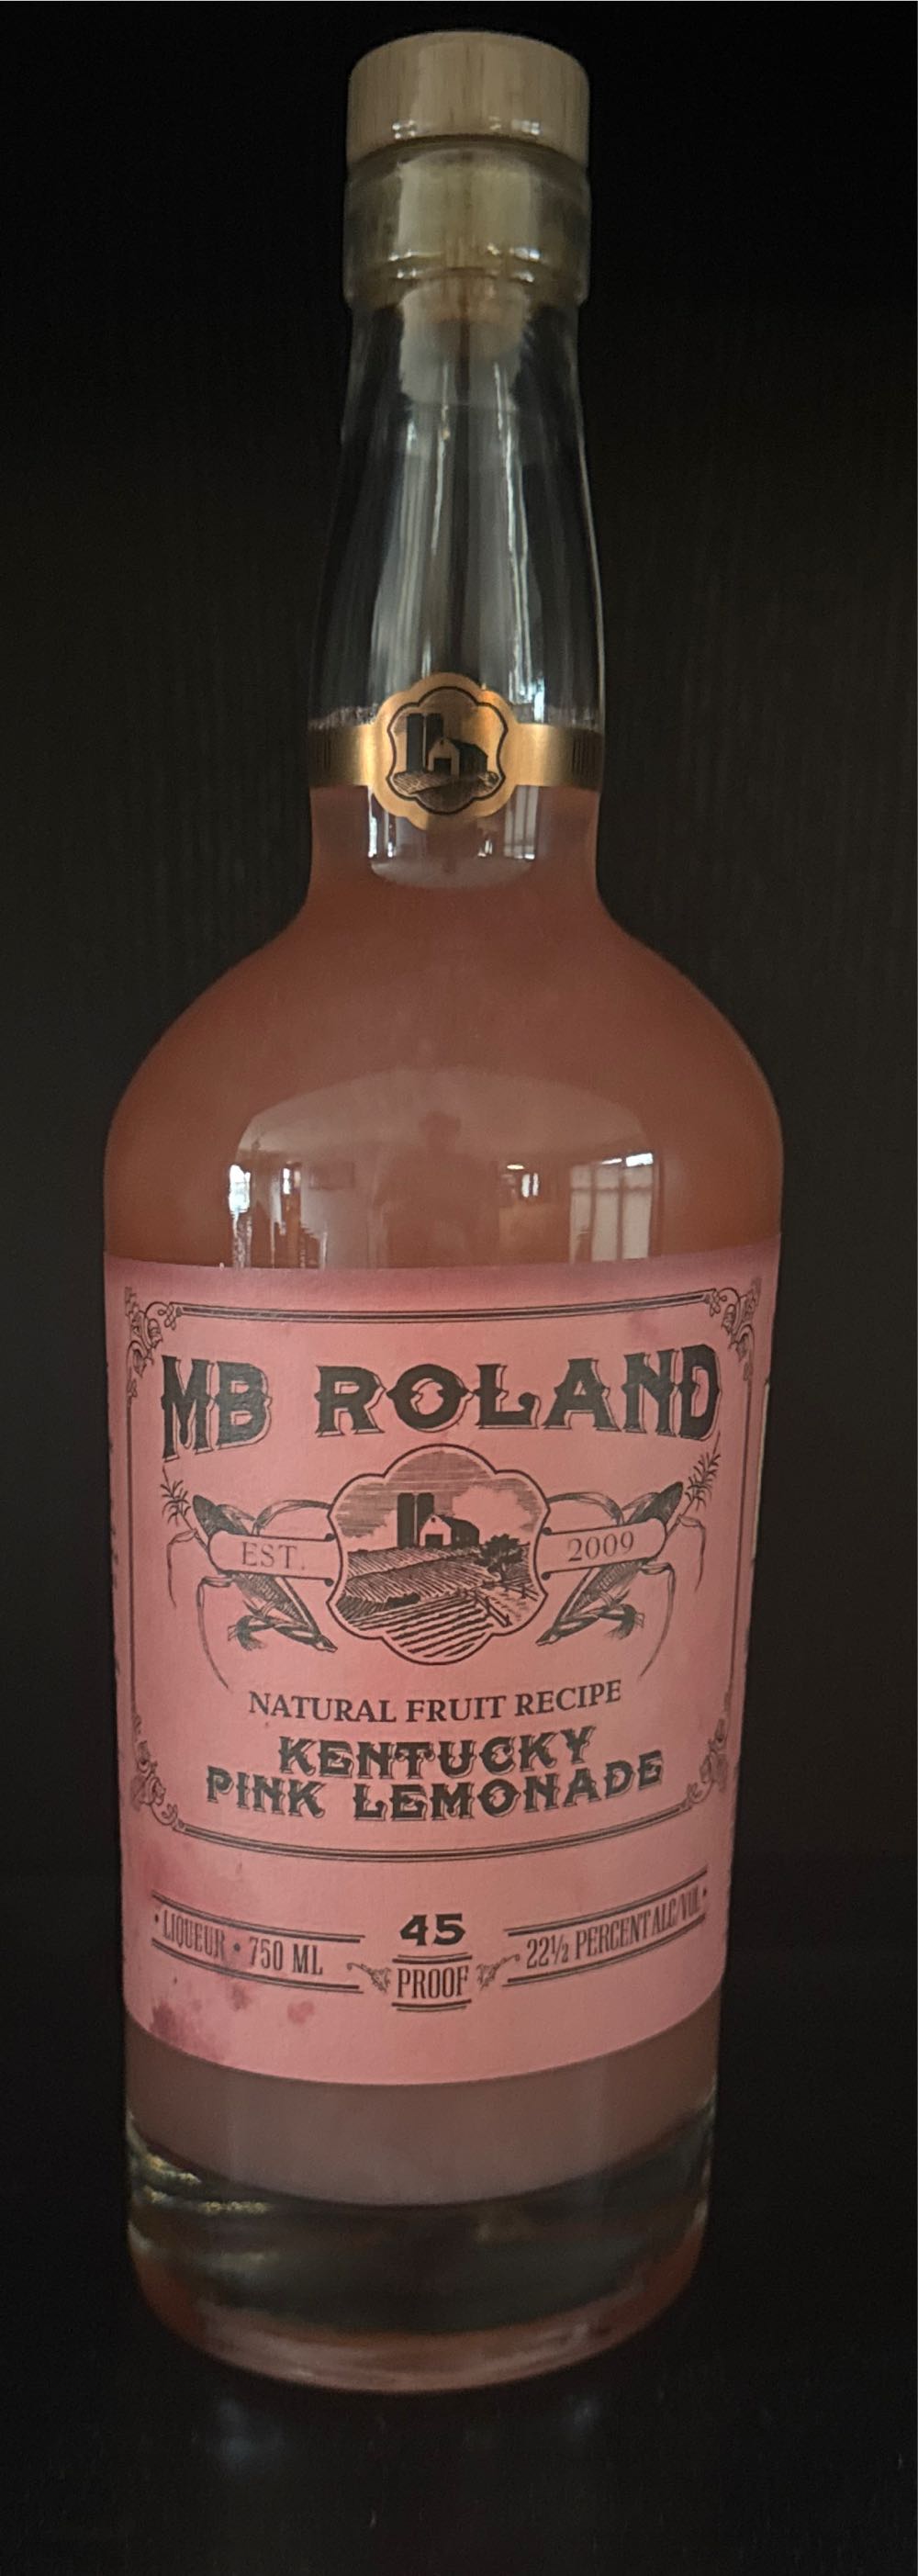 MB ROLAND
EST. 2009
NATURAL FRUIT RECIPE
KENTUCKY
PINK LEMONADE
• LIQUEUR • 750 ML
45
PROOF
22½ PERCENT ALC/VOL •